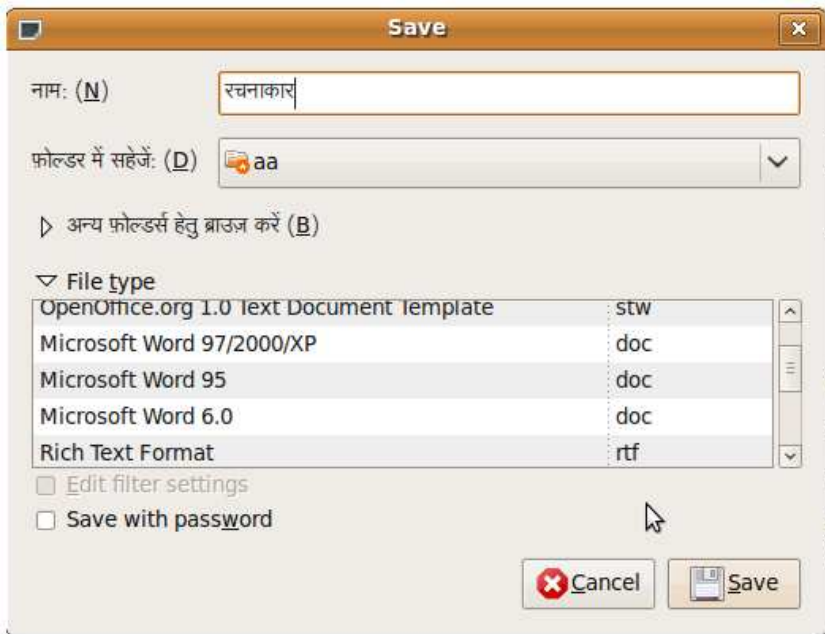 Save
नाम: (N) रचनाकार
फ़ोल्डर में सहेजें: (D) aa
अन्य फ़ोल्डर्स हेतु ब्राउज़ करें (B)
File type
OpenOffice.org 1.0 Text Document Template stw
Microsoft Word 97/2000/XP doc
Microsoft Word 95 doc
Microsoft Word 6.0 doc
Rich Text Format rtf
Edit filter settings
Save with password
Cancel Save